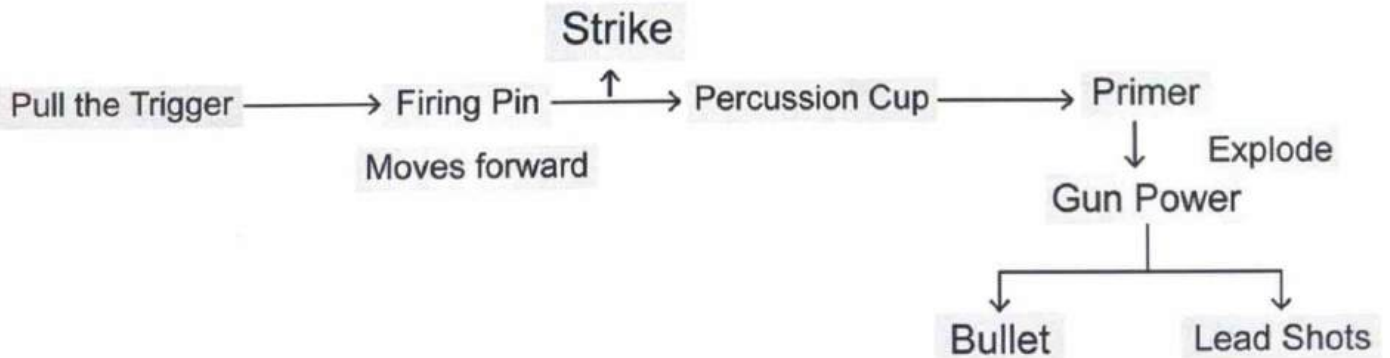 Strike
Pull the Trigger Firing Pin Percussion Cup Primer
Moves forward
Explode
Gun Power
Bullet Lead Shots